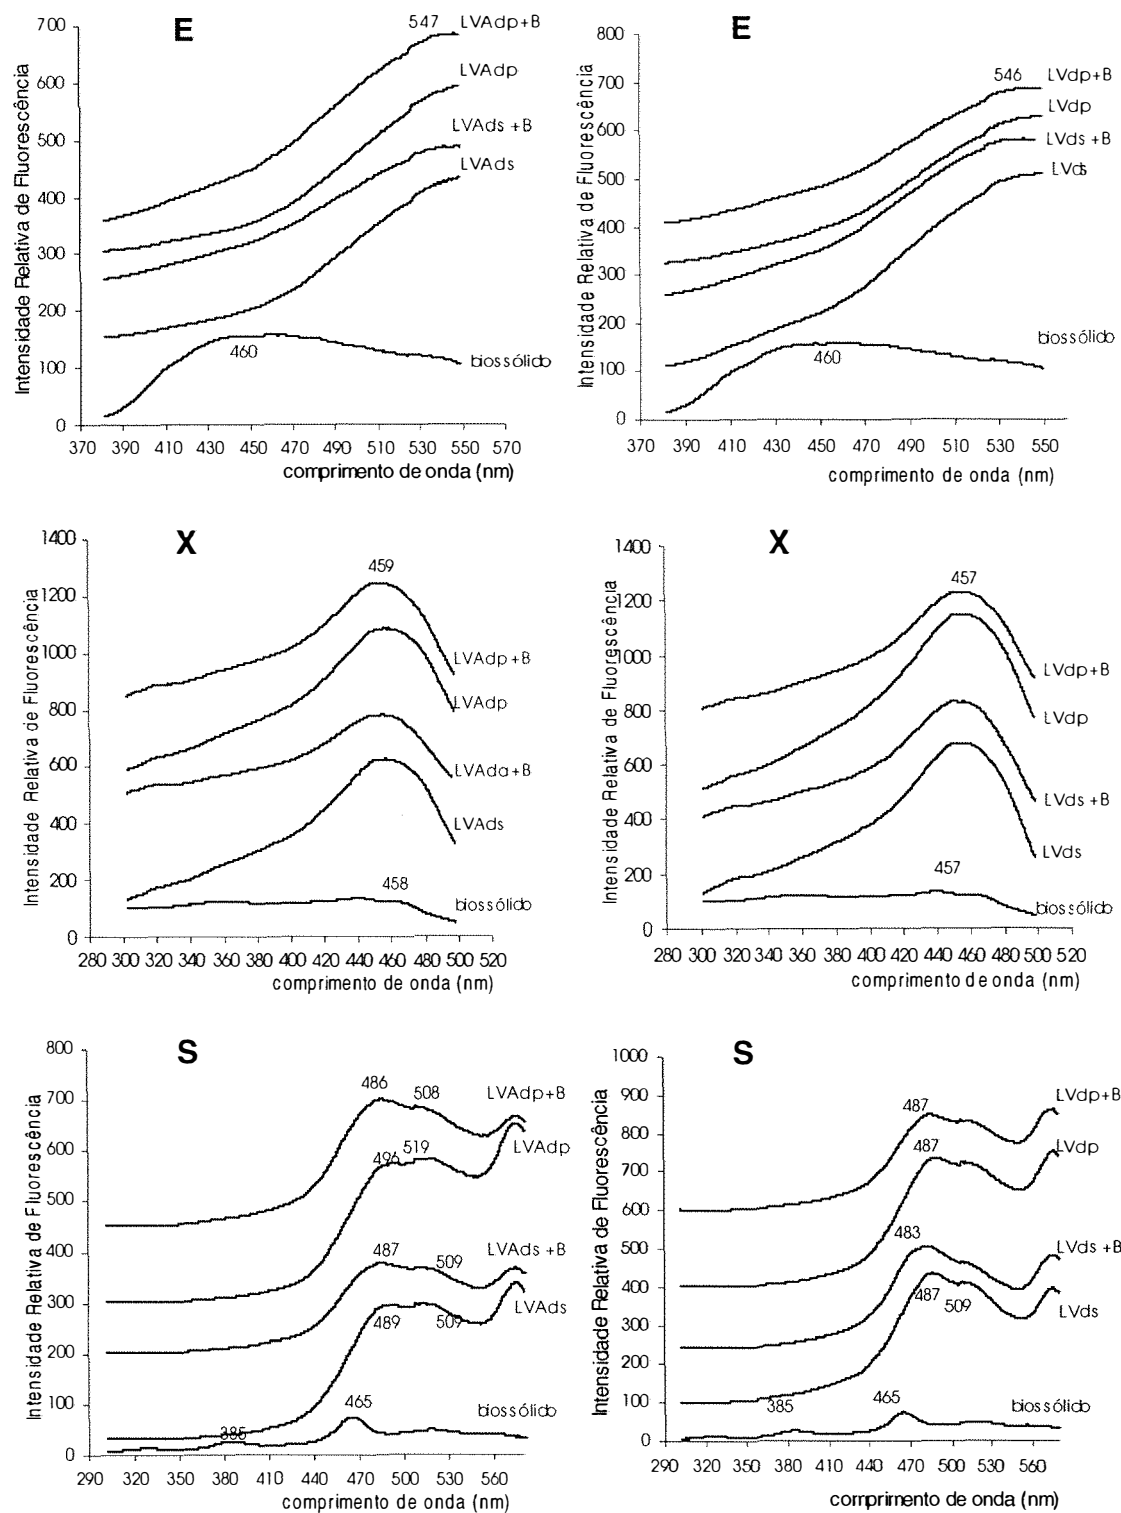 E
Intensidade Relativa de Fluorescência
700
600
500
400
300
200
100
0
547
LVAdp+B
LVAdp
LVAds +B
LVAds
460
biossólido
370 390 410 430 450 470 490 510 530 550 570
comprimento de onda (nm)
E
Intensidade Relativa de Fluorescência
800
700
600
500
400
300
200
100
0
546
LVdp+B
LVdp
LVds +B
LVds
460
biossólido
370 390 410 430 450 470 490 510 530 550
comprimento de onda (nm)
X
Intensidade Relativa de Fluorescência
1400
1200
1000
800
600
400
200
0
459
LVAdp+B
LVAdp
LVAda+B
LVAds
458
biossólido
280 300 320 340 360 380 400 420 440 460 480 500 520
comprimento de onda (nm)
X
Intensidade Relativa de Fluorescência
1400
1200
1000
800
600
400
200
0
457
LVdp+B
LVdp
LVds +B
LVds
457
biossólido
280 300 320 340 360 380 400 420 440 460 480 500 520
comprimento de onda (nm)
S
Intensidade Relativa de Fluorescência
800
700
600
500
400
300
200
100
0
486
508
LVAdp+B
496
519
LVAdp
487
509
LVAds +B
489
509
LVAds
385
465
biossólido
290 320 350 380 410 440 470 500 530 560
comprimento de onda (nm)
S
Intensidade Relativa de Fluorescência
1000
900
800
700
600
500
400
300
200
100
0
487
LVdp+B
487
LVdp
483
LVds +B
487
509
LVds
385
465
biossólido
290 320 350 380 410 440 470 500 530 560
comprimento de onda (nm)